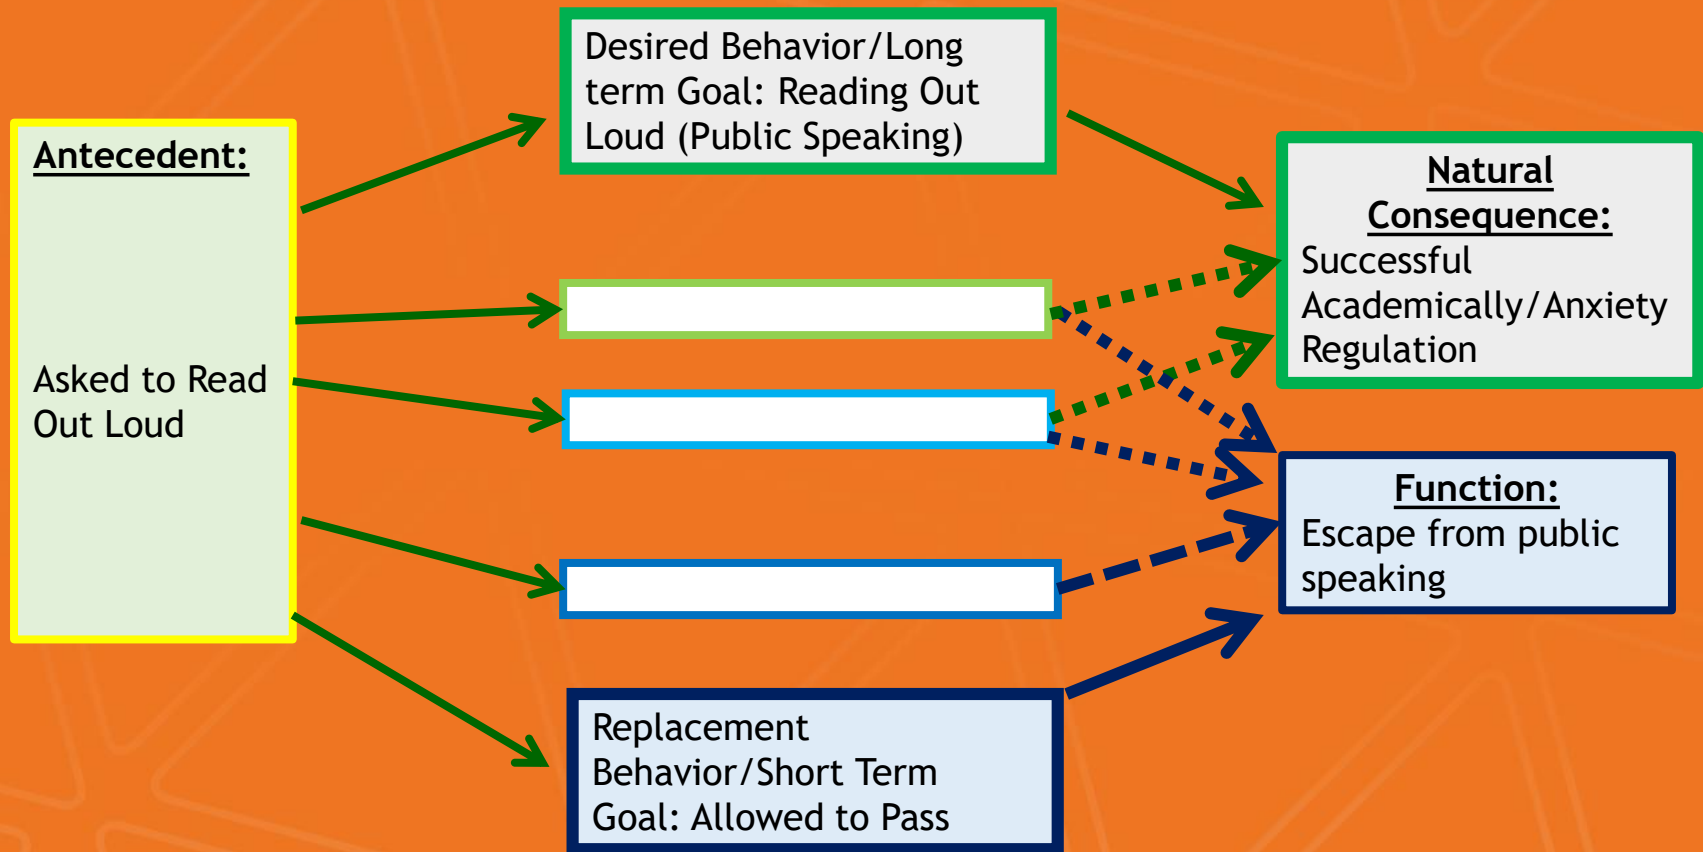 Desired Behavior/Long
term Goal: Reading Out
Loud (Public Speaking)
Antecedent:
Asked to Read
Out Loud
Natural
Consequence:
Successful
Academically/Anxiety
Regulation
Function:
Escape from public
speaking
Replacement
Behavior/Short Term
Goal: Allowed to Pass